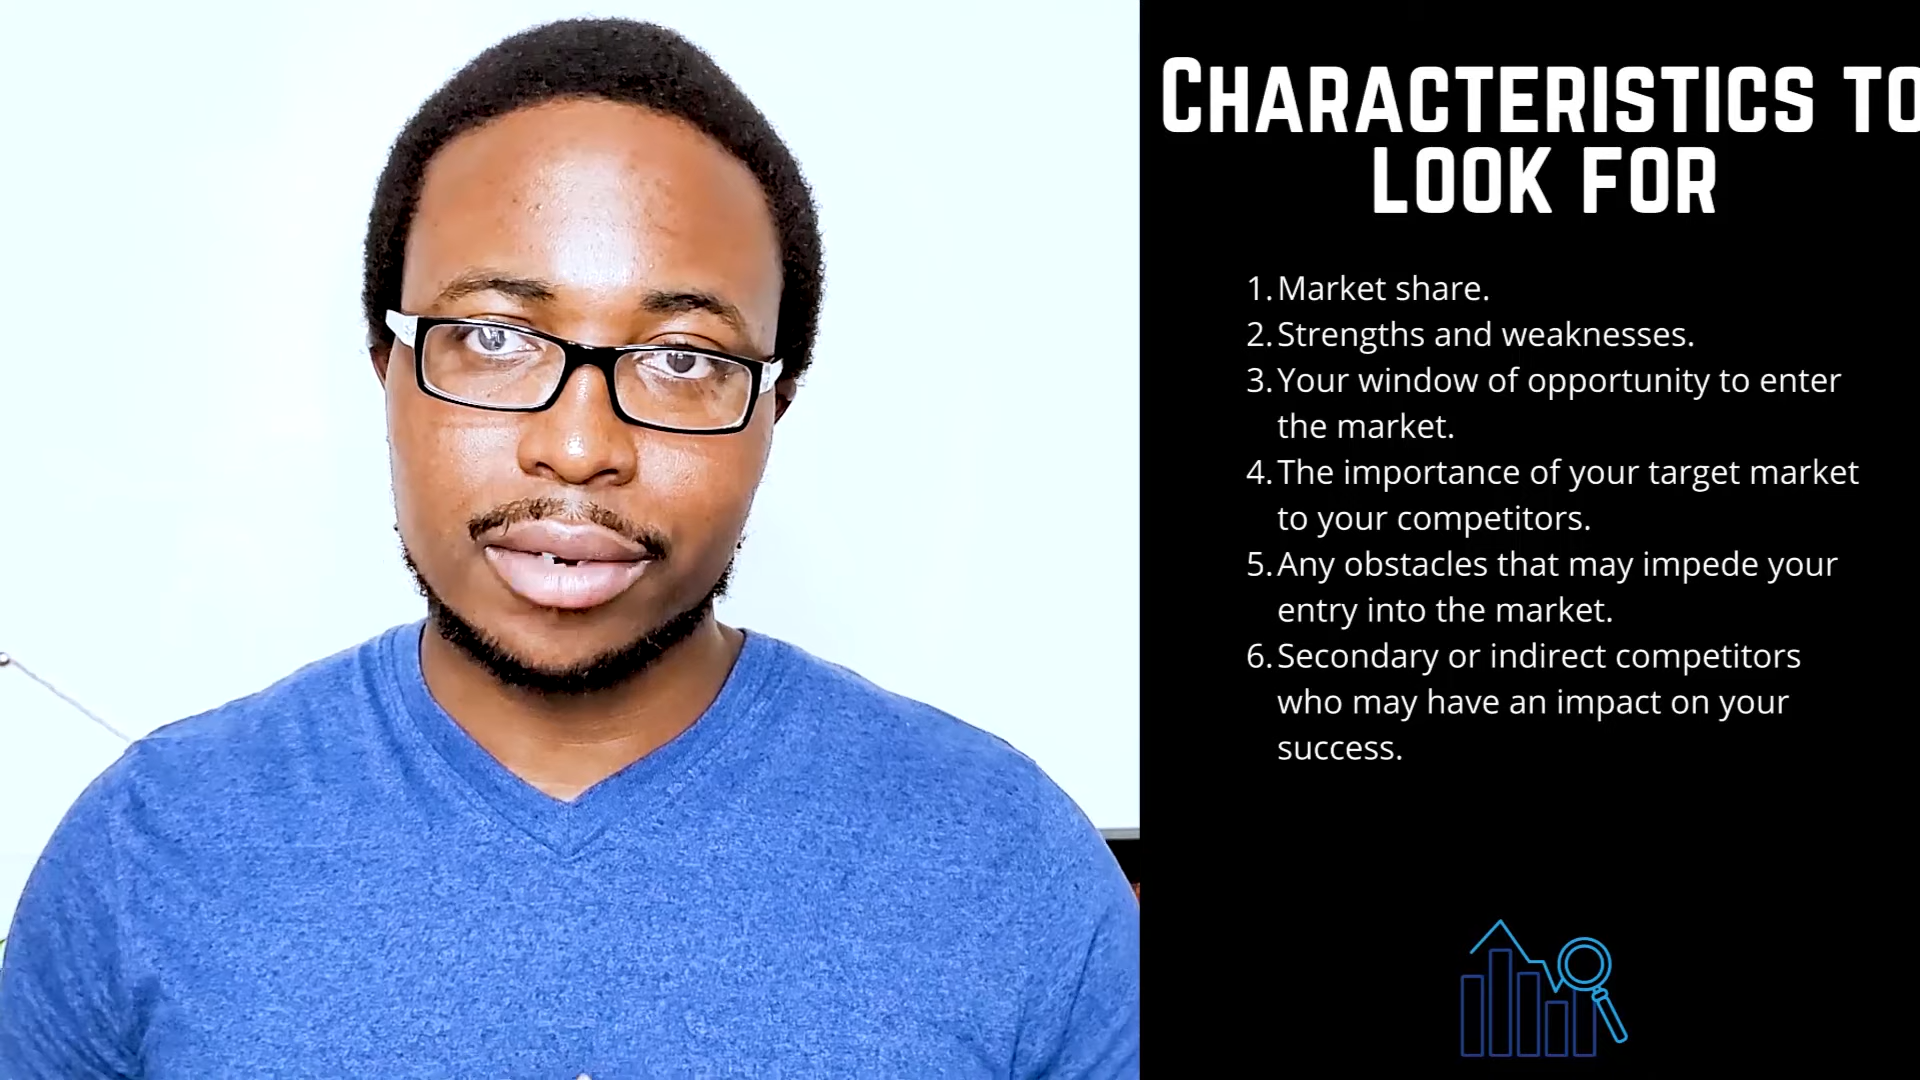 CHARACTERISTICS TO
LOOK FOR
1. Market share.
2. Strengths and weaknesses.
3. Your window of opportunity to enter
the market.
4. The importance of your target market
to your competitors.
5. Any obstacles that may impede your
entry into the market.
6. Secondary or indirect competitors
who may have an impact on your
success.